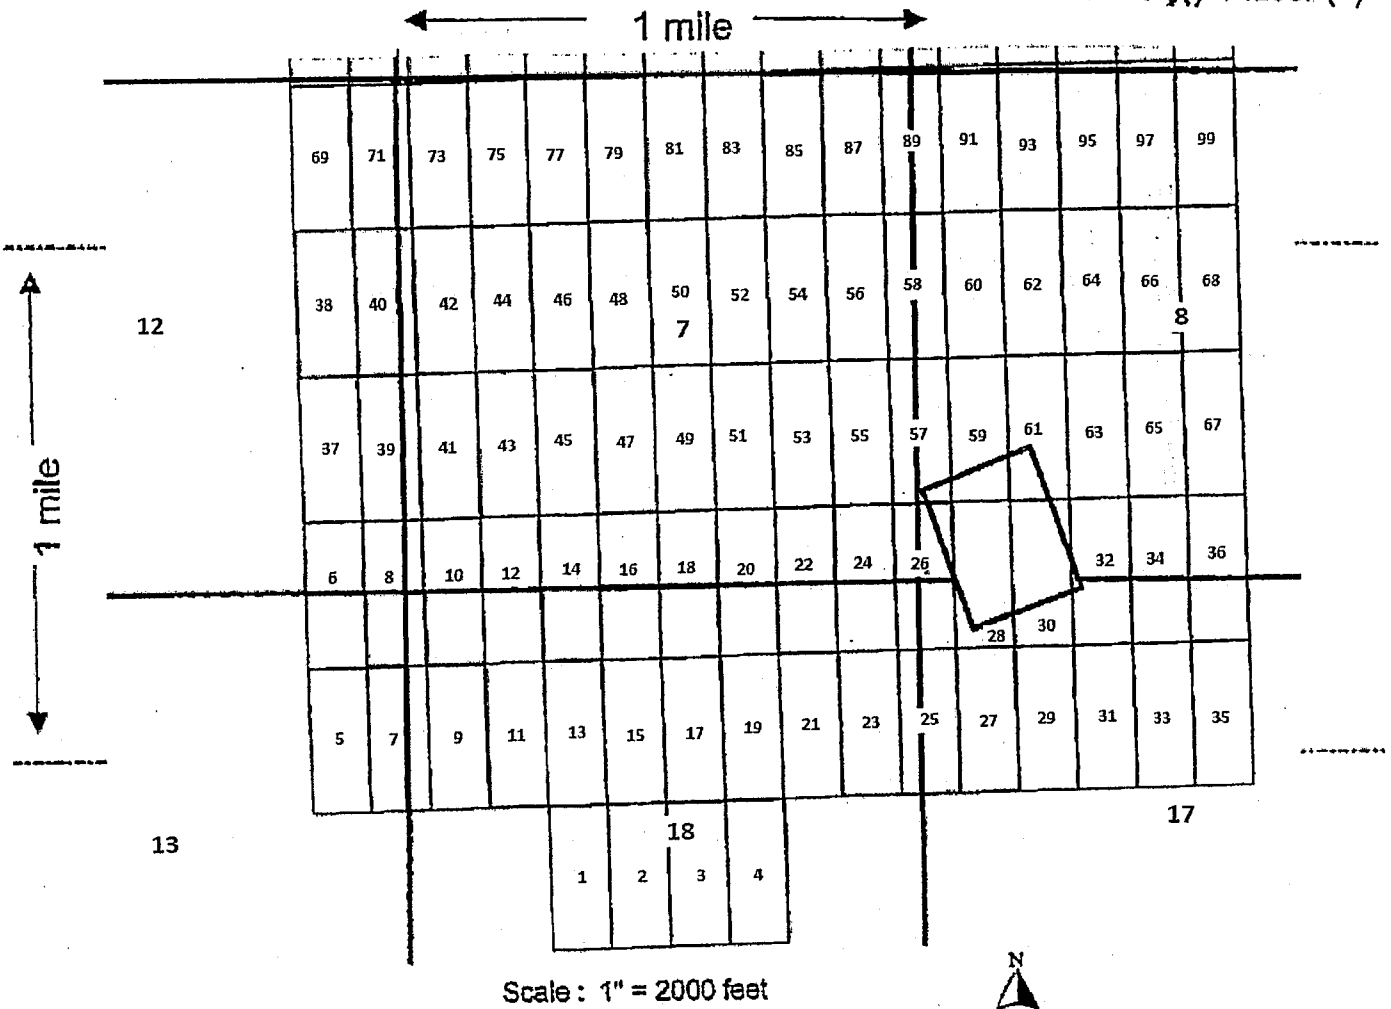 1 mile
69 71 73 75 77 79 81 83 85 87 89 91 93 95 97 99
12 38 40 42 44 46 48 50 52 54 56 58 60 62 64 66 68
7 8
1 mile
37 39 41 43 45 47 49 51 53 55 57 59 61 63 65 67
6 8 10 12 14 16 18 20 22 24 26 32 34 36
28 30
5 7 9 11 13 15 17 19 21 23 25 27 29 31 33 35
13 18 17
1 2 3 4
N
Scale: 1" = 2000 feet